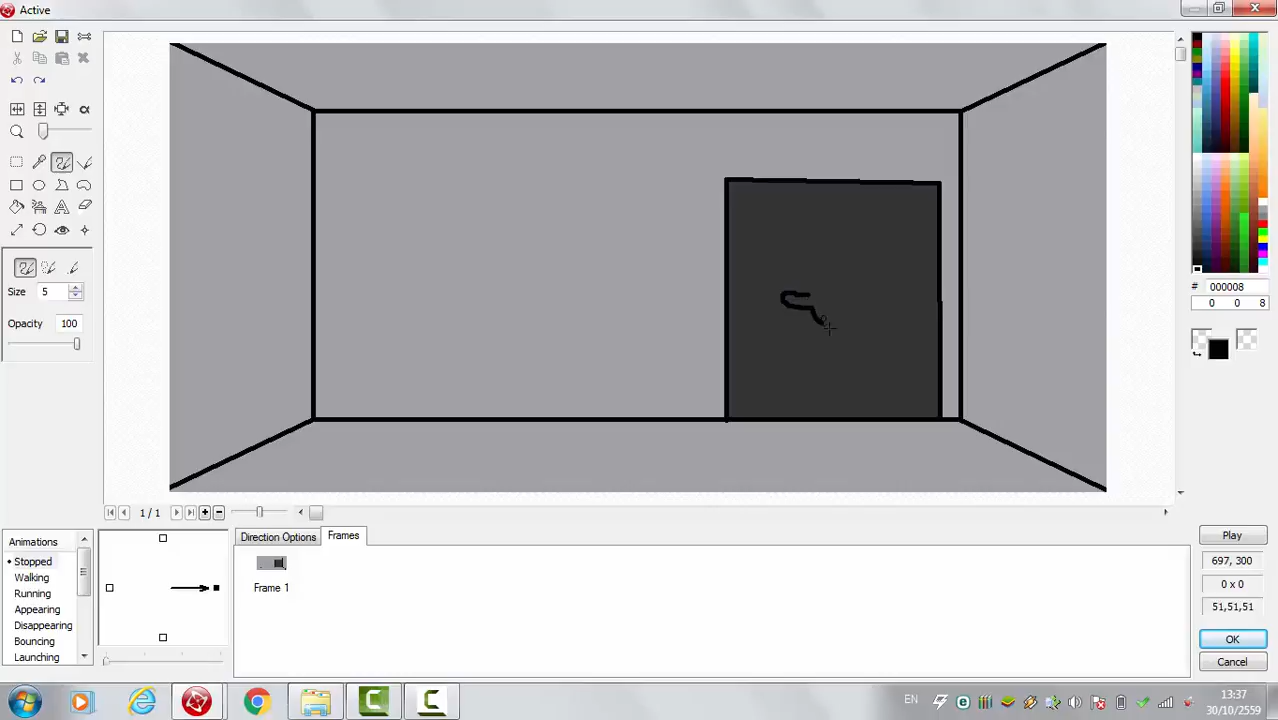 Active
Size 5
Opacity 100
# 000008
0 0 8
1 / 1
Animations
Stopped
Walking
Running
Appearing
Disappearing
Bouncing
Launching
Direction Options Frames
Frame 1
Play
697, 300
0 x 0
51,51,51
OK
Cancel
EN
13:37
30/10/2559